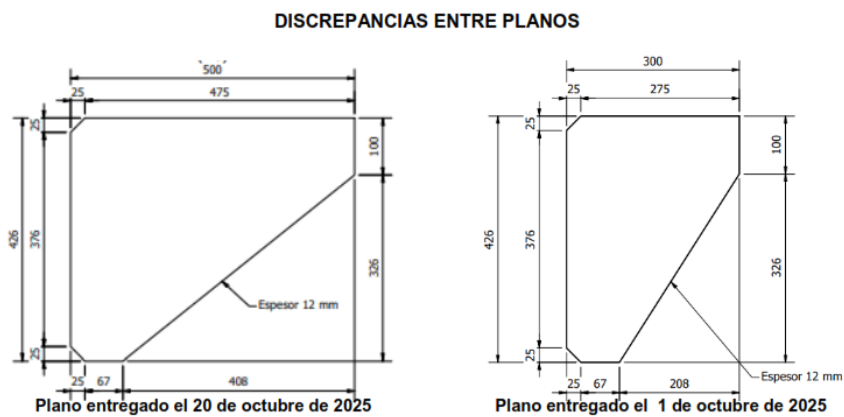 DISCREPANCIAS ENTRE PLANOS
500
25 475
25
100
426
376
326
Espesor 12 mm
25
25 67 408
Plano entregado el 20 de octubre de 2025
300
25 275
25
100
426
376
326
Espesor 12 mm
25
25 67 208
Plano entregado el 1 de octubre de 2025